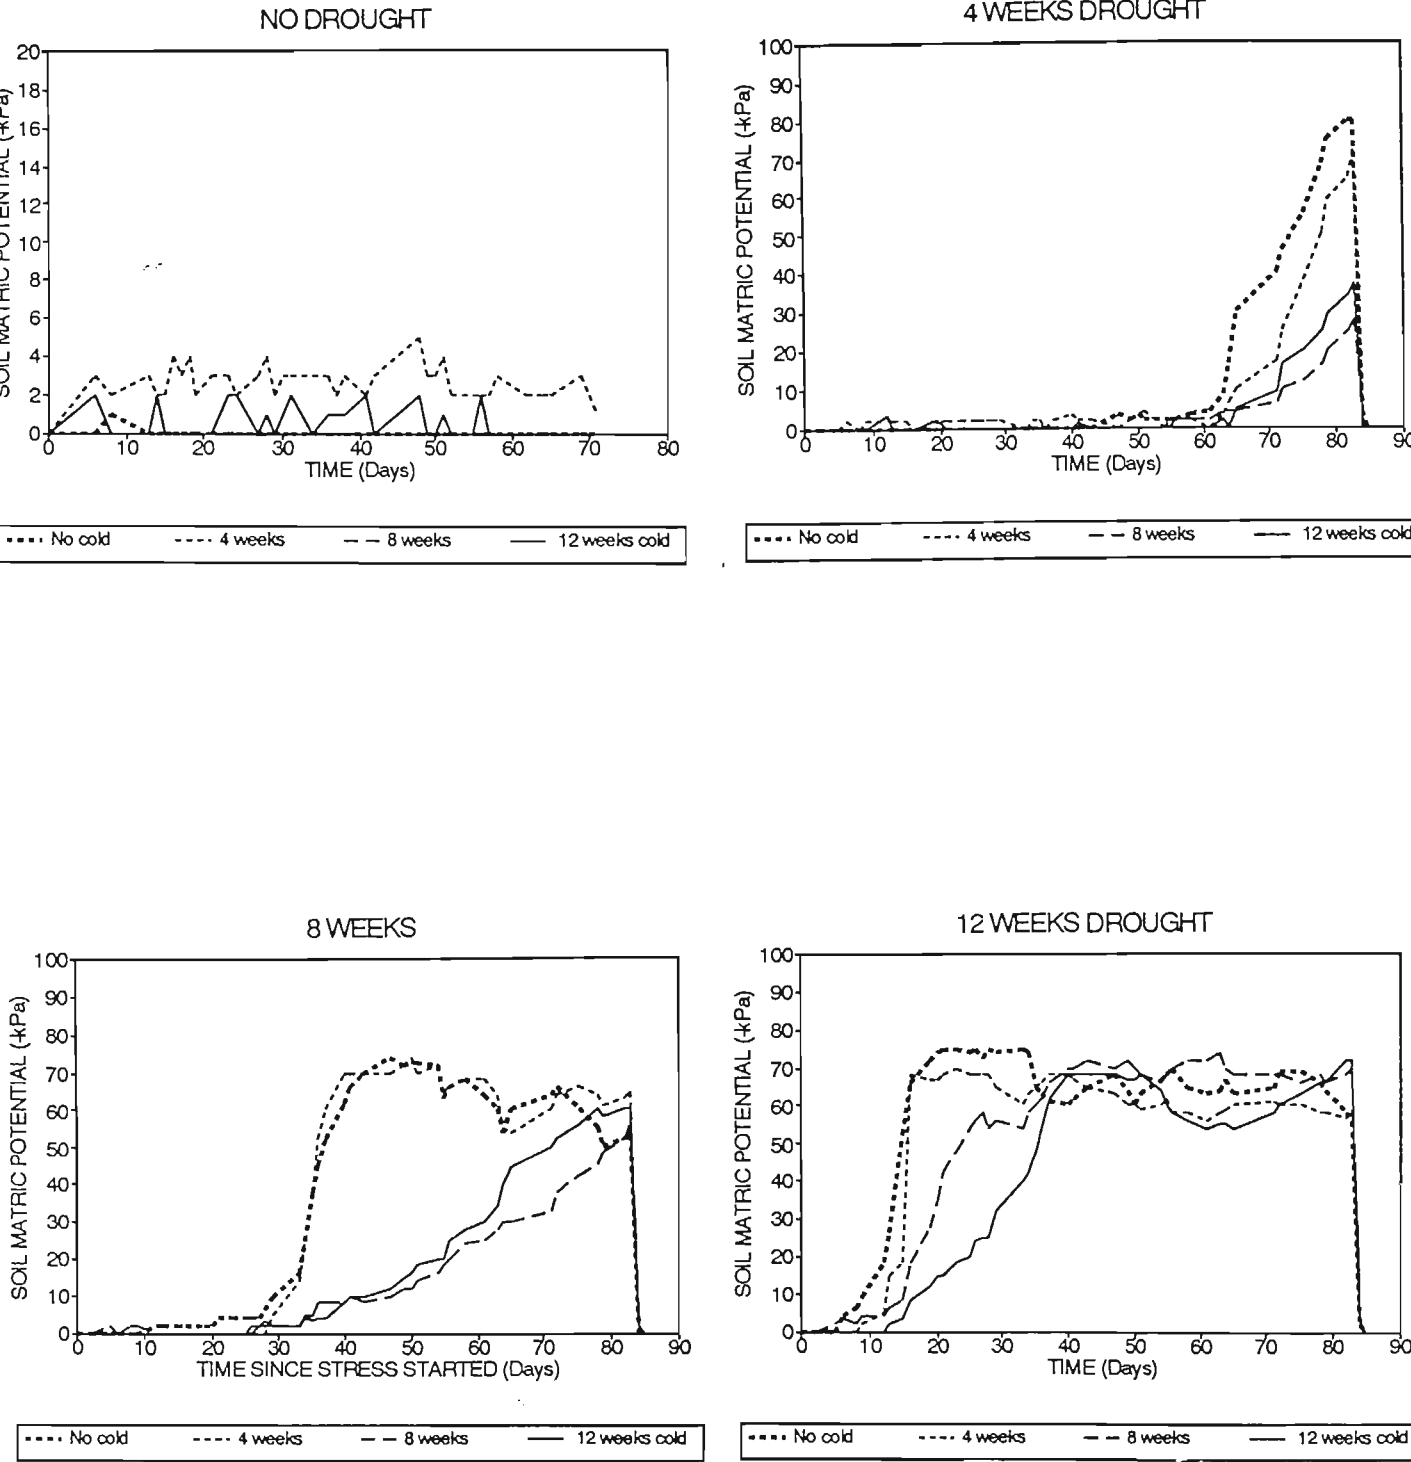 NO DROUGHT
SOIL MATRIC POTENTIAL (-kPa)
20
18
16
14
12
10
8
6
4
2
0
0 10 20 30 40 50 60 70 80
TIME (Days)
No cold 4 weeks 8 weeks 12 weeks cold
4 WEEKS DROUGHT
SOIL MATRIC POTENTIAL (-kPa)
100
90
80
70
60
50
40
30
20
10
0
0 10 20 30 40 50 60 70 80 90
TIME (Days)
No cold 4 weeks 8 weeks 12 weeks cold
8 WEEKS
SOIL MATRIC POTENTIAL (-kPa)
100
90
80
70
60
50
40
30
20
10
0
0 10 20 30 40 50 60 70 80 90
TIME SINCE STRESS STARTED (Days)
No cold 4 weeks 8 weeks 12 weeks cold
12 WEEKS DROUGHT
SOIL MATRIC POTENTIAL (-kPa)
100
90
80
70
60
50
40
30
20
10
0
0 10 20 30 40 50 60 70 80 90
TIME (Days)
No cold 4 weeks 8 weeks 12 weeks cold